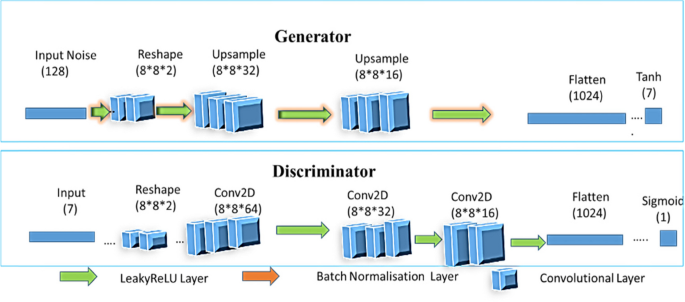 Generator
Input Noise
(128)
Reshape
(8*8*2)
Upsample
(8*8*32)
Upsample
(8*8*16)
Flatten
(1024)
Tanh
(7)
....
Discriminator
Input
(7)
....
Reshape
(8*8*2)
...
Conv2D
(8*8*64)
Conv2D
(8*8*32)
Conv2D
(8*8*16)
Flatten
(1024)
.....
Sigmoid
(1)
LeakyReLU Layer
Batch Normalisation Layer
Convolutional Layer